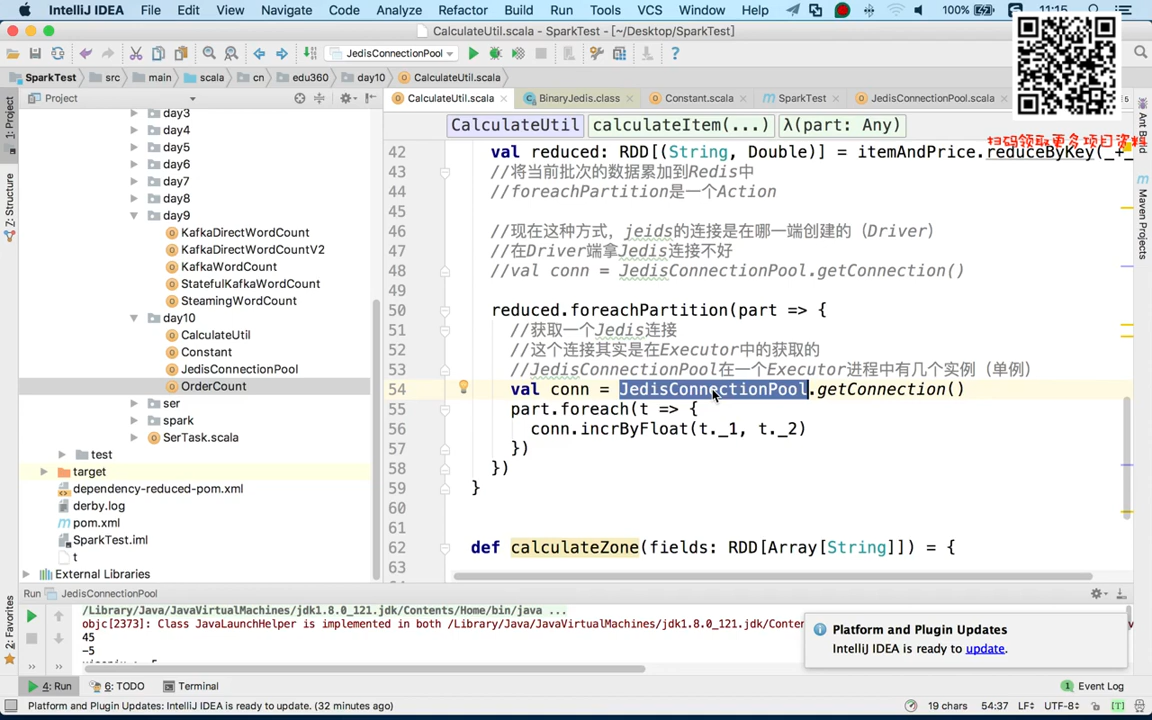 IntelliJ IDEA File Edit View Navigate Code Analyze Refactor Build Run Tools VCS Window Help 100% 11:15
CalculateUtil.scala - SparkTest - [~/Desktop/SparkTest]
JedisConnectionPool
SparkTest src main scala cn edu360 day10 CalculateUtil.scala
Project CalculateUtil.scala BinaryJedis.class Constant.scala SparkTest JedisConnectionPool.scala
CalculateUtil calculateItem(...) λ(part: Any)
扫码领取更多项目资料
1: Project
7: Structure
2: Favorites
Ant Build
Maven Projects
day3
day4
day5
day6
day7
day8
day9
KafkaDirectWordCount
KafkaDirectWordCountV2
KafkaWordCount
StatefulKafkaWordCount
SteamingWordCount
day10
CalculateUtil
Constant
JedisConnectionPool
OrderCount
ser
spark
SerTask.scala
test
target
dependency-reduced-pom.xml
derby.log
pom.xml
SparkTest.iml
t
External Libraries
42 val reduced: RDD[(String, Double)] = itemAndPrice.reduceByKey(_+_
43 //将当前批次的数据累加到Redis中
44 //foreachPartition是一个Action
45
46 //现在这种方式，jeids的连接是在哪一端创建的（Driver）
47 //在Driver端拿Jedis连接不好
48 //val conn = JedisConnectionPool.getConnection()
49
50 reduced.foreachPartition(part => {
51 //获取一个Jedis连接
52 //这个连接其实是在Executor中的获取的
53 //JedisConnectionPool在一个Executor进程中有几个实例（单例）
54 val conn = JedisConnectionPool.getConnection()
55 part.foreach(t => {
56 conn.incrByFloat(t._1, t._2)
57 })
58 })
59 }
60
61
62 def calculateZone(fields: RDD[Array[String]]) = {
63
Run JedisConnectionPool
/Library/Java/JavaVirtualMachines/jdk1.8.0_121.jdk/Contents/Home/bin/java ...
objc[2373]: Class JavaLaunchHelper is implemented in both /Library/Java/JavaVirtualMachines/jdk1.8.0_121.jdk/Conte
45
-5
Platform and Plugin Updates
IntelliJ IDEA is ready to update.
4: Run 6: TODO Terminal 1 Event Log
Platform and Plugin Updates: IntelliJ IDEA is ready to update. (32 minutes ago) 19 chars 54:37 LF UTF-8